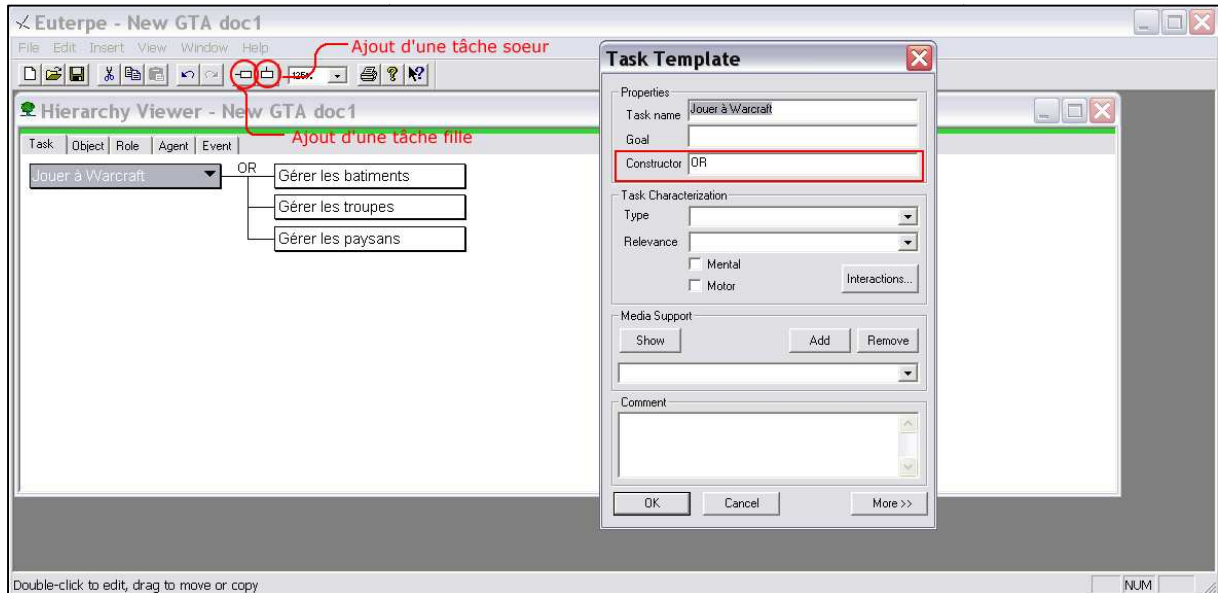 Euterpe - New GTA doc1
File Edit Insert View Window Help
Ajout d'une tâche soeur
125%
Hierarchy Viewer - New GTA doc1
Ajout d'une tâche fille
Task Object Role Agent Event
Jouer à Warcraft
OR
Gérer les batiments
Gérer les troupes
Gérer les paysans
Task Template
Properties
Task name Jouer à Warcraft
Goal
Constructor OR
Task Characterization
Type
Relevance
Mental
Motor
Interactions...
Media Support
Show Add Remove
Comment
OK Cancel More >>
Double-click to edit, drag to move or copy
NUM